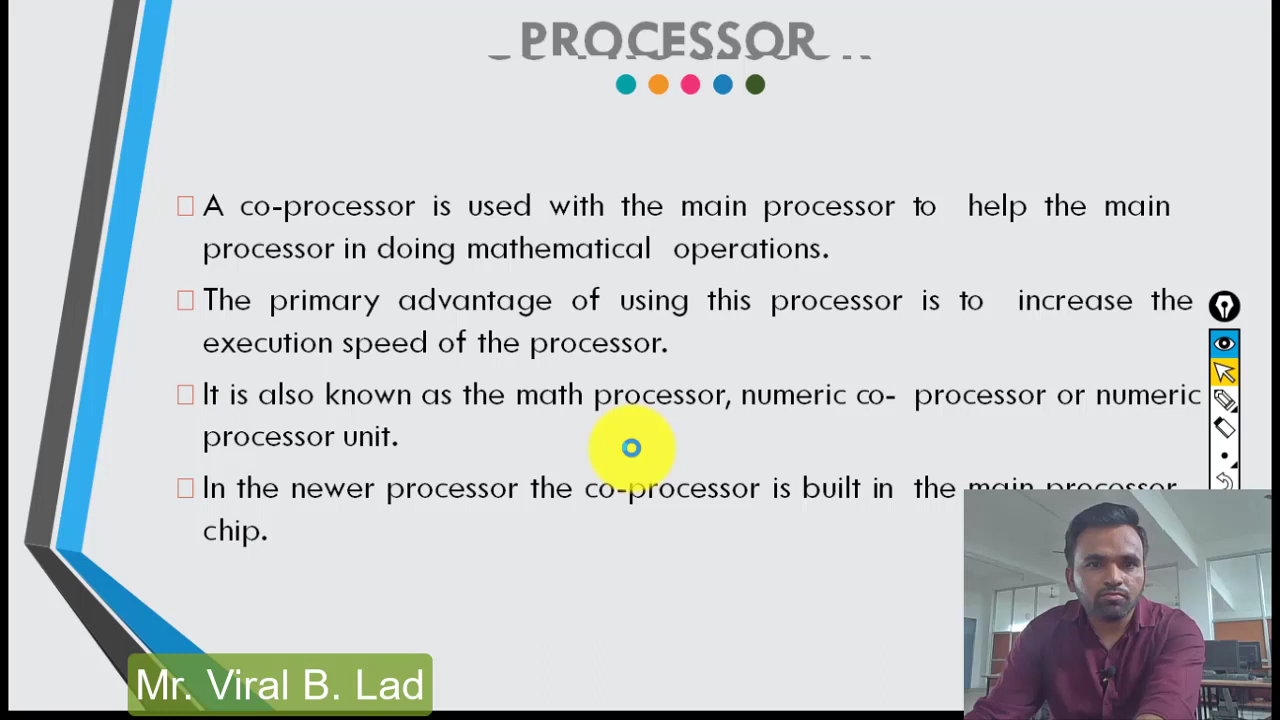 PROCESSOR
A co-processor is used with the main processor to help the main
processor in doing mathematical operations.
The primary advantage of using this processor is to increase the
execution speed of the processor.
It is also known as the math processor, numeric co- processor or numeric
processor unit.
In the newer processor the co-processor is built in the main processor
chip.
Mr. Viral B. Lad